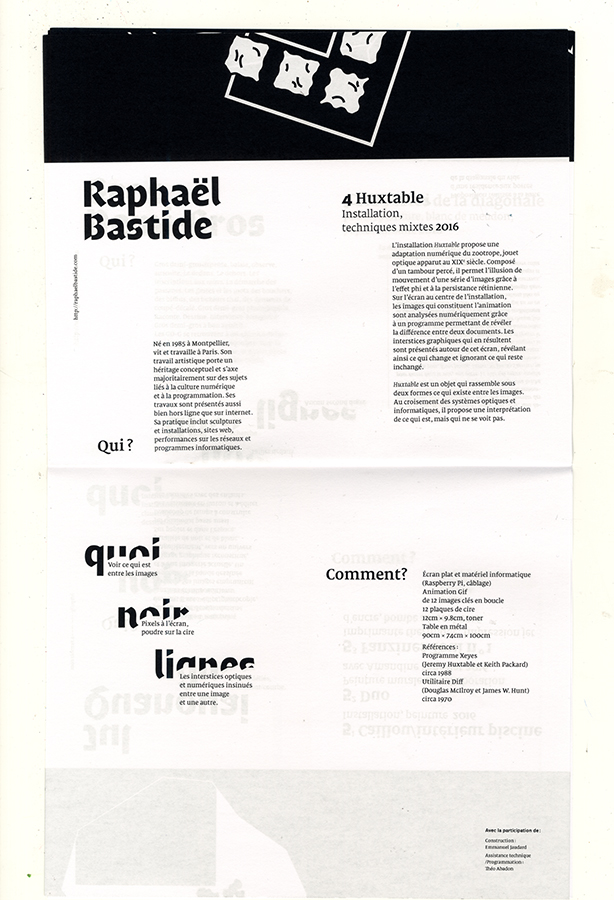 Raphaël
Bastide
http://raphaelbastide.com
4 Huxtable
Installation,
techniques mixtes 2016
L'installation Huxtable propose une
adaptation numérique du zootrope, jouet
optique apparut au XIXe siècle. Composé
d'un tambour percé, il permet l'illusion de
mouvement d'une série d'images grâce à
l'effet phi et à la persistance rétinienne.
Sur l'écran au centre de l'installation,
les images qui constituent l'animation
sont analysées numériquement grâce
à un programme permettant de révéler
la différence entre deux documents. Les
interstices graphiques qui en résultent
sont présentés autour de cet écran, révélant
ainsi ce qui change et ignorant ce qui reste
inchangé.
Huxtable est un objet qui rassemble sous
deux formes ce qui existe entre les images.
Au croisement des systèmes optiques et
informatiques, il propose une interprétation
de ce qui est, mais qui ne se voit pas.
Qui ?
Né en 1985 à Montpellier,
vit et travaille à Paris. Son
travail artistique porte un
héritage conceptuel et s'axe
majoritairement sur des sujets
liés à la culture numérique
et à la programmation. Ses
travaux sont présentés aussi
bien hors ligne que sur internet.
Sa pratique inclut sculptures
et installations, sites web,
performances sur les réseaux et
programmes informatiques.
quoi
Voir ce qui est
entre les images
noir
Pixels à l'écran,
poudre sur la cire
lignes
Les interstices optiques
et numériques insinués
entre une image
et une autre.
Comment?
Écran plat et matériel informatique
(Raspberry Pi, câblage)
Animation Gif
de 12 images clés en boucle
12 plaques de cire
12cm × 9.8cm, toner
Table en métal
90cm × 74cm × 100cm
Références :
Programme Xeyes
(Jeremy Huxtable et Keith Packard)
circa 1988
Utilitaire Diff
(Douglas McIlroy et James W. Hunt)
circa 1970
Avec la participation de :
Construction :
Emmanuel Jaudard
Assistance technique
/Programmation :
Théo Abadon